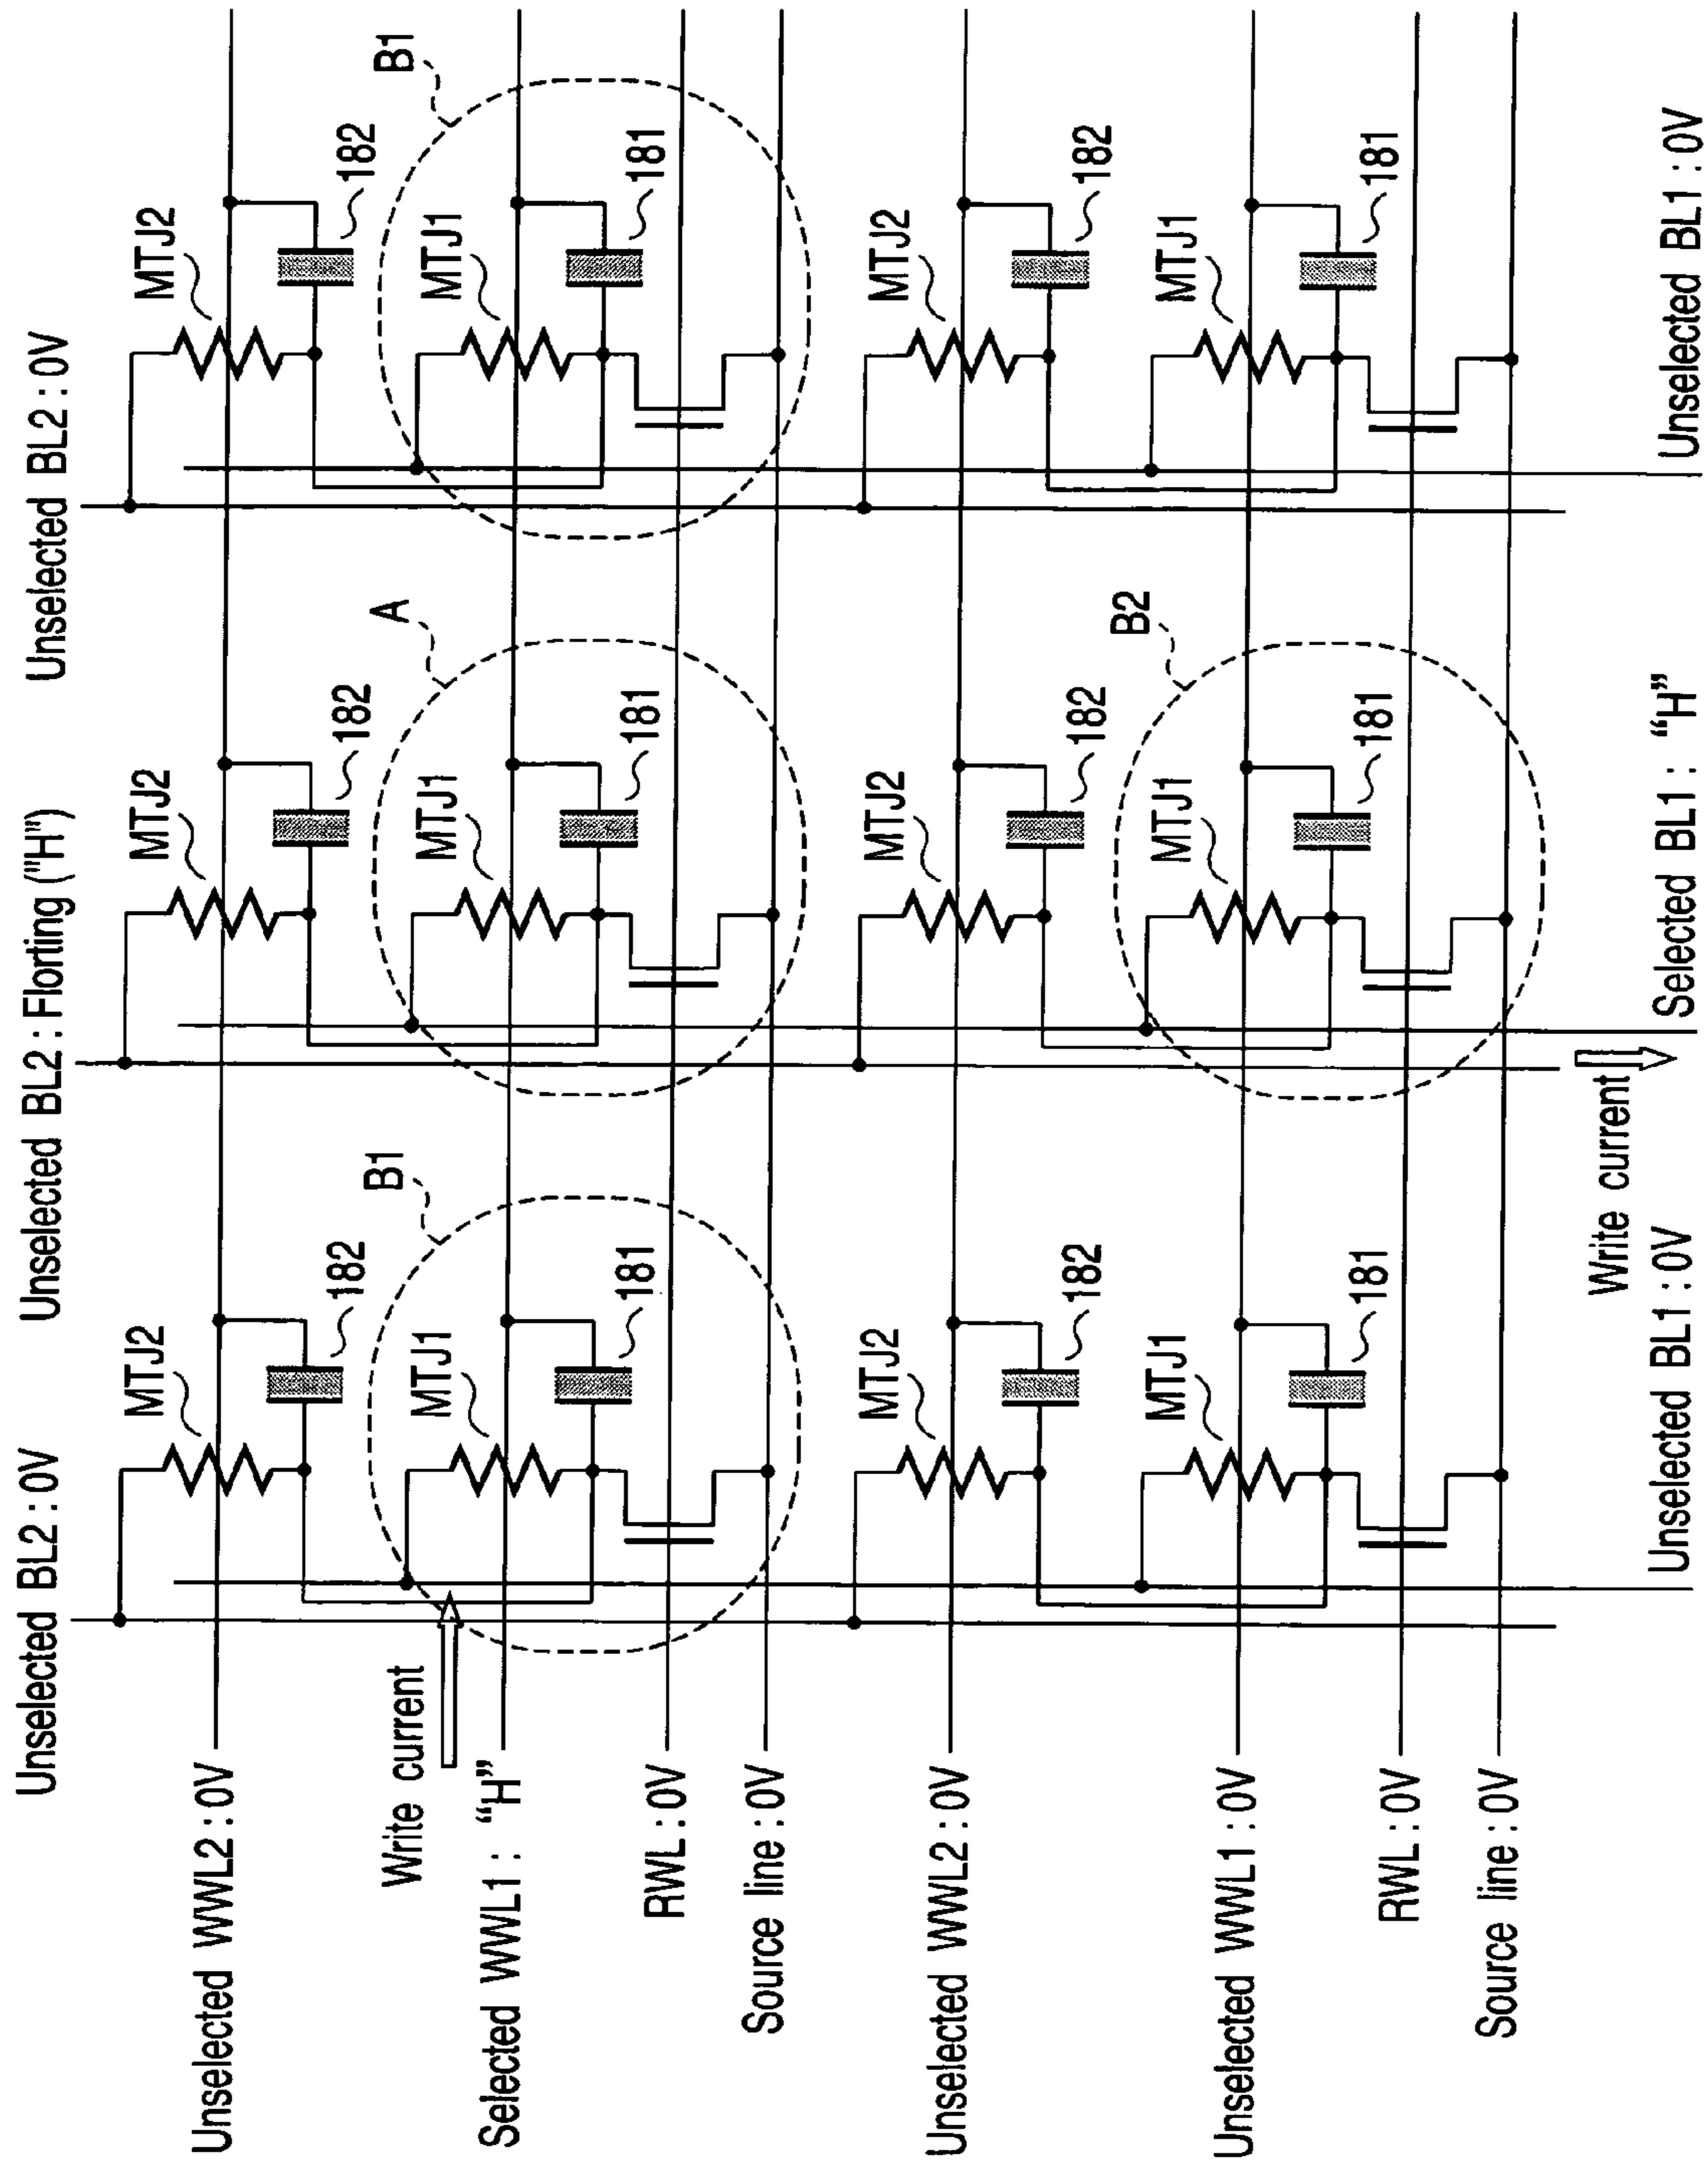 Unselected BL2 : 0V
Unselected BL2 : Florting ("H")
Unselected BL2 : 0V
MTJ2
182
MTJ2
182
MTJ2
182
Unselected WWL2 : 0V
B1
A
B1
Write current
MTJ1
181
MTJ1
181
MTJ1
181
Selected WWL1 : “H”
RWL : 0V
Source line : 0V
MTJ2
182
MTJ2
182
MTJ2
182
Unselected WWL2 : 0V
B2
MTJ1
181
MTJ1
181
MTJ1
181
Unselected WWL1 : 0V
RWL : 0V
Source line : 0V
Write current
Unselected BL1 : 0V
Selected BL1 : “H”
Unselected BL1 : 0V